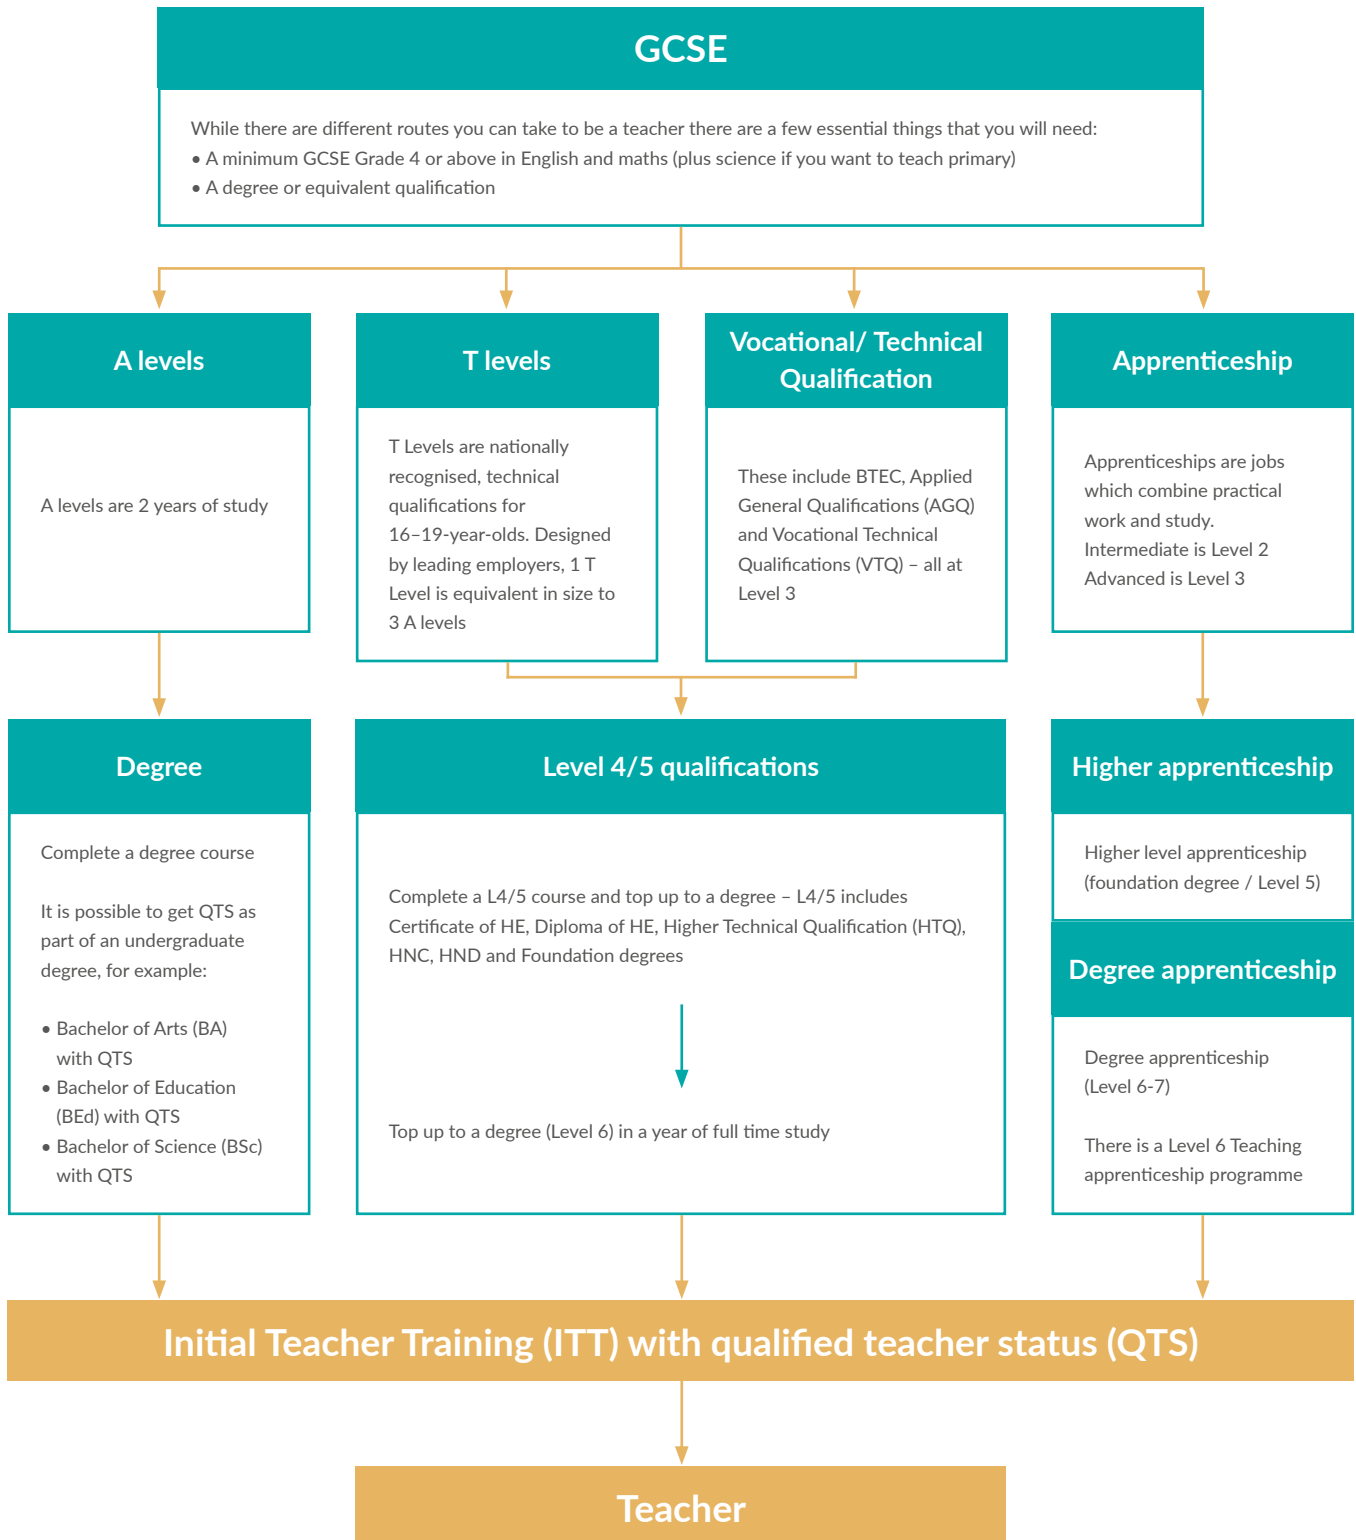 GCSE
While there are different routes you can take to be a teacher there are a few essential things that you will need:
• A minimum GCSE Grade 4 or above in English and maths (plus science if you want to teach primary)
• A degree or equivalent qualification
A levels
A levels are 2 years of study
T levels
T Levels are nationally
recognised, technical
qualifications for
16–19-year-olds. Designed
by leading employers, 1 T
Level is equivalent in size to
3 A levels
Vocational/ Technical
Qualification
These include BTEC, Applied
General Qualifications (AGQ)
and Vocational Technical
Qualifications (VTQ) – all at
Level 3
Apprenticeship
Apprenticeships are jobs
which combine practical
work and study.
Intermediate is Level 2
Advanced is Level 3
Degree
Complete a degree course
It is possible to get QTS as
part of an undergraduate
degree, for example:
• Bachelor of Arts (BA)
with QTS
• Bachelor of Education
(BEd) with QTS
• Bachelor of Science (BSc)
with QTS
Level 4/5 qualifications
Complete a L4/5 course and top up to a degree – L4/5 includes
Certificate of HE, Diploma of HE, Higher Technical Qualification (HTQ),
HNC, HND and Foundation degrees
Top up to a degree (Level 6) in a year of full time study
Higher apprenticeship
Higher level apprenticeship
(foundation degree / Level 5)
Degree apprenticeship
Degree apprenticeship
(Level 6-7)
There is a Level 6 Teaching
apprenticeship programme
Initial Teacher Training (ITT) with qualified teacher status (QTS)
Teacher